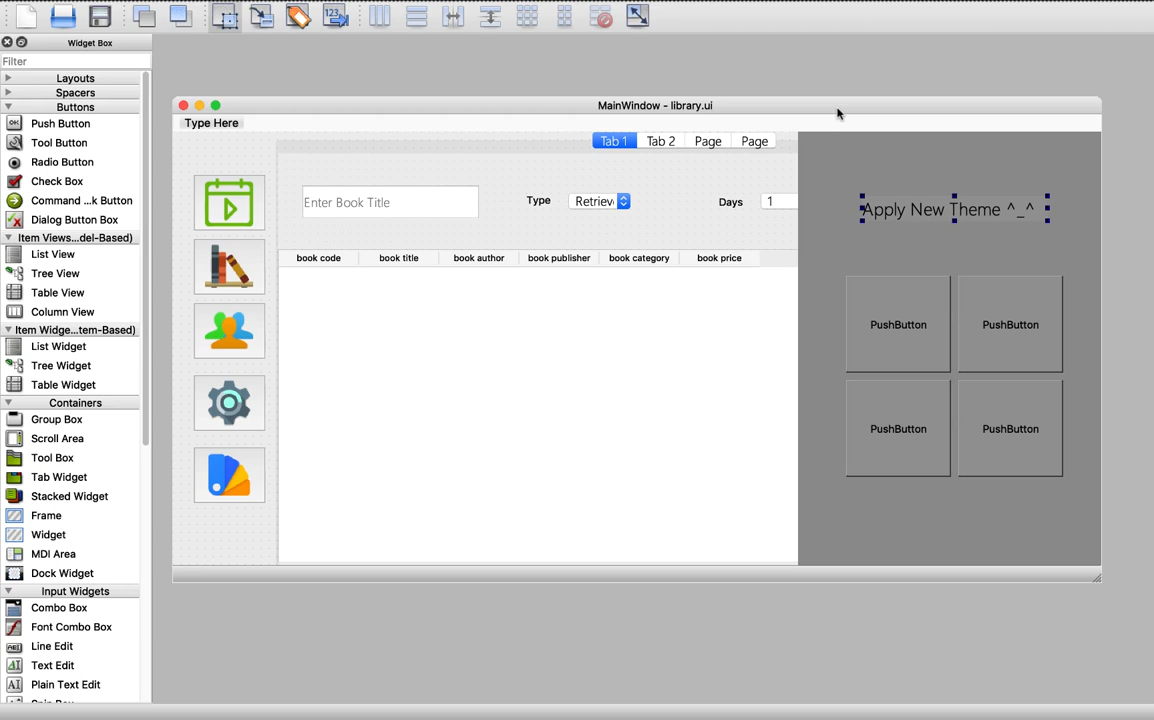 Widget Box
Filter
Layouts
Spacers
Buttons
Push Button
Tool Button
Radio Button
Check Box
Command ...k Button
Dialog Button Box
Item Views...del-Based)
List View
Tree View
Table View
Column View
Item Widge...tem-Based)
List Widget
Tree Widget
Table Widget
Containers
Group Box
Scroll Area
Tool Box
Tab Widget
Stacked Widget
Frame
Widget
MDI Area
Dock Widget
Input Widgets
Combo Box
Font Combo Box
Line Edit
Text Edit
Plain Text Edit
MainWindow - library.ui
Type Here
Tab 1 Tab 2 Page Page
Enter Book Title Type Retriev Days 1
book code book title book author book publisher book category book price
Apply New Theme ^_^
PushButton PushButton
PushButton PushButton